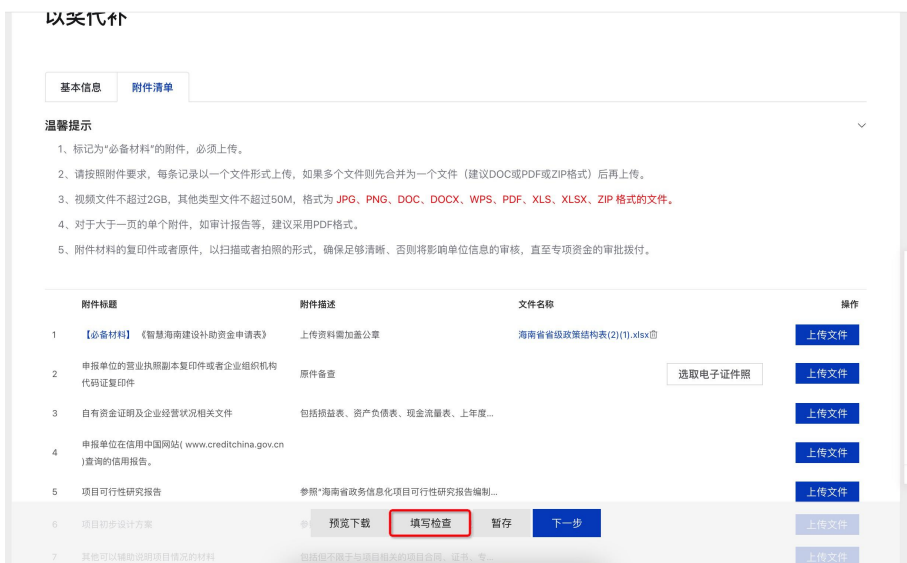 以奖代补
基本信息 附件清单
温馨提示
1、标记为“必备材料”的附件，必须上传。
2、请按照附件要求，每条记录以一个文件形式上传，如果多个文件则先合并为一个文件（建议DOC或PDF或ZIP格式）后再上传。
3、视频文件不超过2GB，其他类型文件不超过50M，格式为 JPG、PNG、DOC、DOCX、WPS、PDF、XLS、XLSX、ZIP 格式的文件。
4、对于大于一页的单个附件，如审计报告等，建议采用PDF格式。
5、附件材料的复印件或者原件，以扫描或者拍照的形式，确保足够清晰、否则将影响单位信息的审核，直至专项资金的审批拨付。
附件标题 附件描述 文件名称 操作
1 【必备材料】《智慧海南建设补助资金申请表》 上传资料需加盖公章 海南省省级政策结构表(2)(1).xlsx 上传文件
2 申报单位的营业执照副本复印件或者企业组织机构
代码证复印件 原件备查 选取电子证件照 上传文件
3 自有资金证明及企业经营状况相关文件 包括损益表、资产负债表、现金流量表、上年度... 上传文件
4 申报单位在信用中国网站( www.creditchina.gov.cn
)查询的信用报告。 上传文件
5 项目可行性研究报告 参照“海南省政务信息化项目可行性研究报告编制... 上传文件
预览下载 填写检查 暂存 下一步
6 项目初步设计方案 上传文件
7 其他可以辅助说明项目情况的材料 包括但不限于与项目相关的项目合同、证书、专... 上传文件